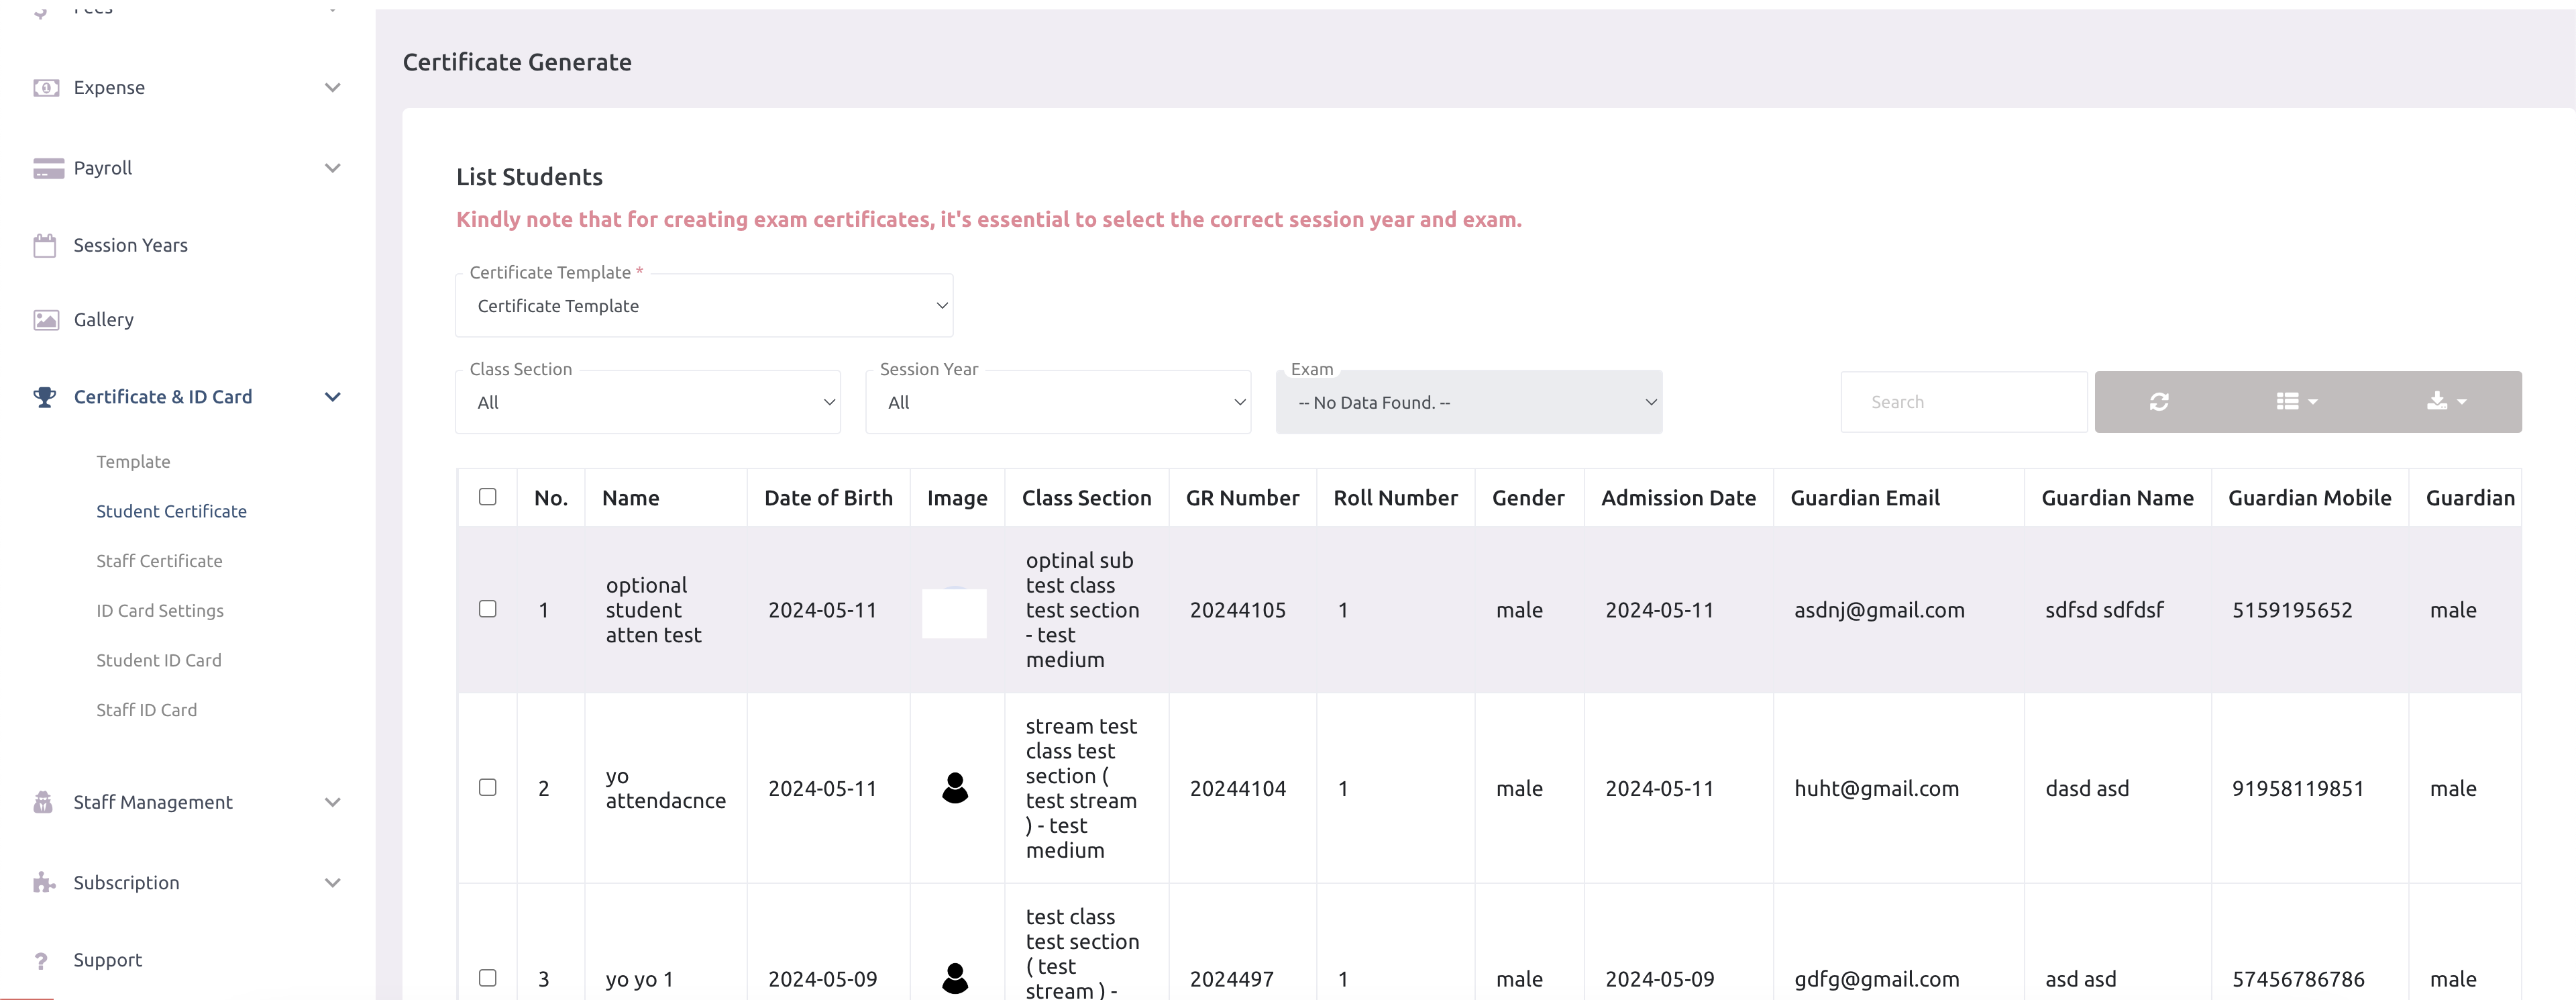 Fees
Expense
Payroll
Session Years
Gallery
Certificate & ID Card
Template
Student Certificate
Staff Certificate
ID Card Settings
Student ID Card
Staff ID Card
Staff Management
Subscription
Support
Certificate Generate
List Students
Kindly note that for creating exam certificates, it's essential to select the correct session year and exam.
Certificate Template *
Certificate Template
Class Section
All
Session Year
All
Exam
-- No Data Found. --
Search
No. Name Date of Birth Image Class Section GR Number Roll Number Gender Admission Date Guardian Email Guardian Name Guardian Mobile Guardian
1
optional
student
atten test
2024-05-11
optinal sub
test class
test section
- test
medium
20244105 1 male 2024-05-11 asdnj@gmail.com sdfsd sdfdsf 5159195652 male
2
yo
attendacnce
2024-05-11
stream test
class test
section (
test stream
) - test
medium
20244104 1 male 2024-05-11 huht@gmail.com dasd asd 91958119851 male
3 yo yo 1 2024-05-09
test class
test section
( test
stream ) -
2024497 1 male 2024-05-09 gdfg@gmail.com asd asd 57456786786 male